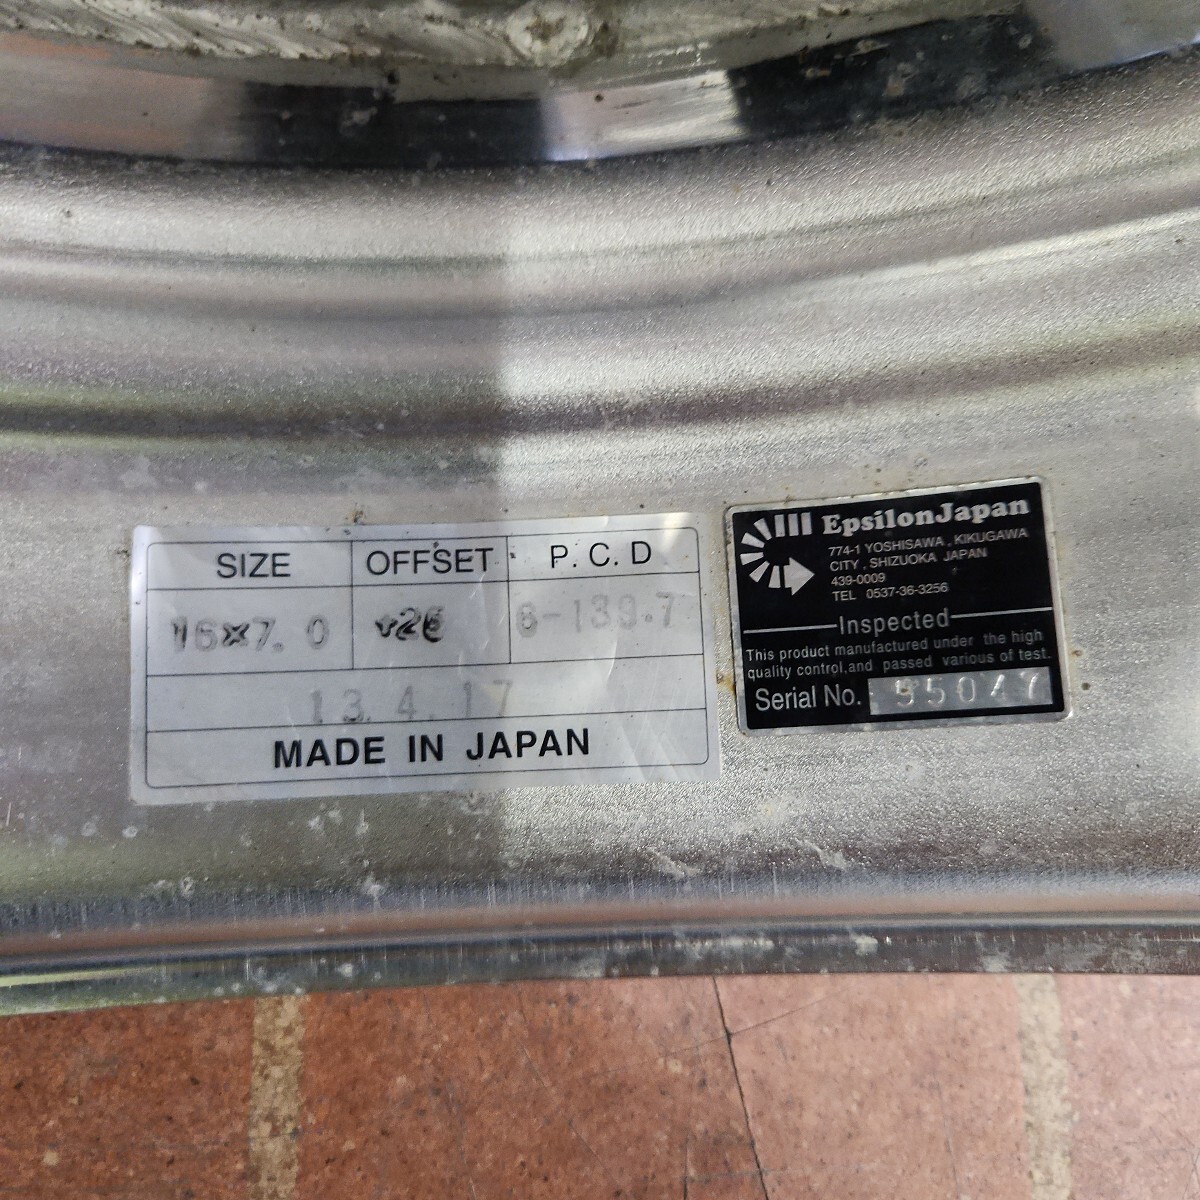 SIZE OFFSET P.C.D
16×7.0 +26 6-139.7
13.4.17
MADE IN JAPAN
EpsilonJapan
774-1 YOSHISAWA, KIKUGAWA
CITY, SHIZUOKA JAPAN
439-0009
TEL 0537-36-3256
Inspected
This product manufactured under the high
quality control,and passed various of test.
Serial No. 95047